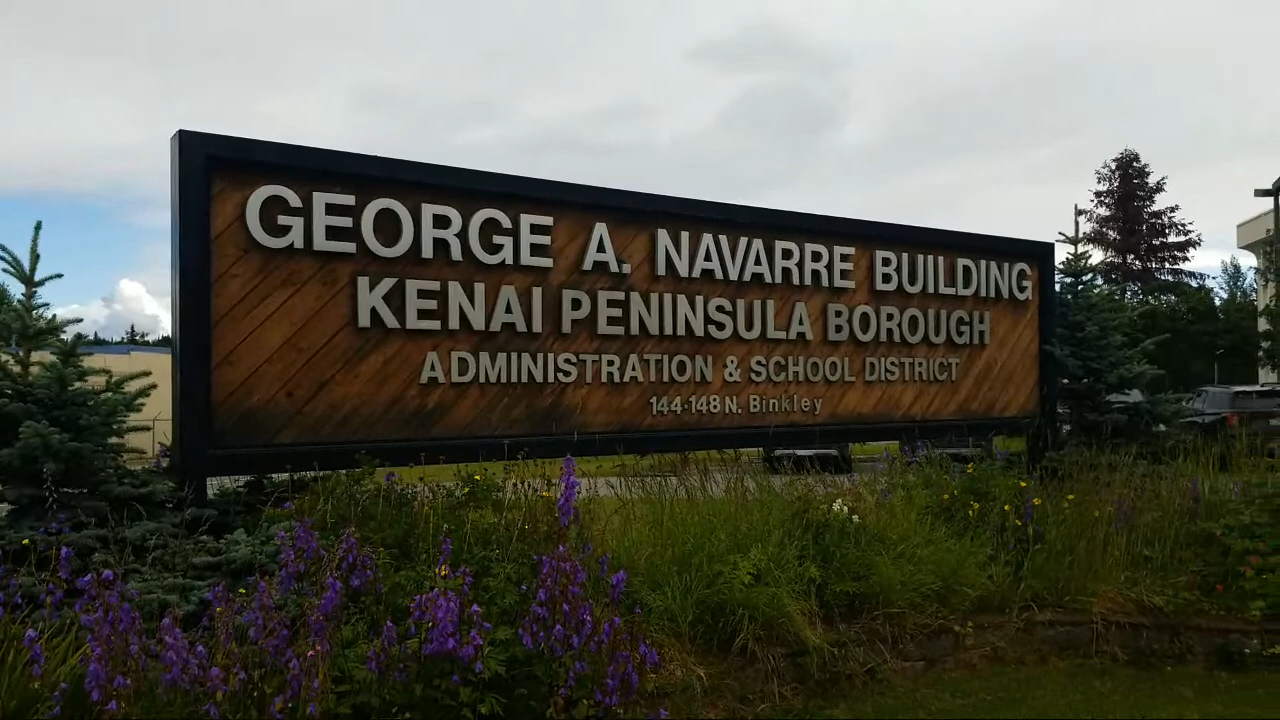 GEORGE A. NAVARRE BUILDING
KENAI PENINSULA BOROUGH
ADMINISTRATION & SCHOOL DISTRICT
144-148 N. Binkley